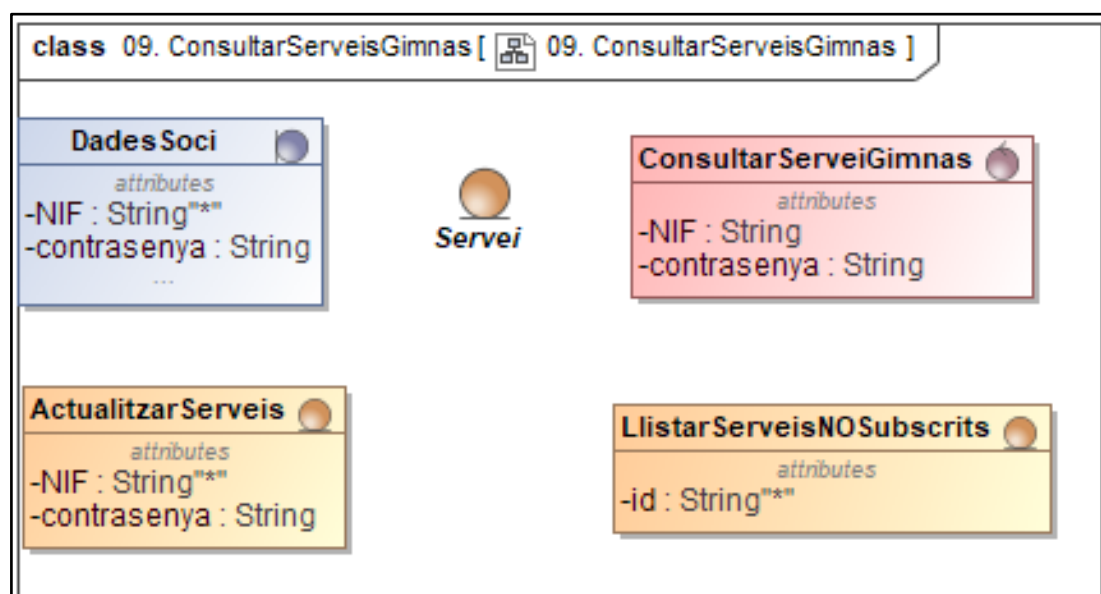 class 09. ConsultarServeisGimnas [ 09. ConsultarServeisGimnas ]
DadesSoci
attributes
-NIF : String"*"
-contrasenya : String
...
Servei
ConsultarServeiGimnas
attributes
-NIF : String
-contrasenya : String
ActualitzarServeis
attributes
-NIF : String"*"
-contrasenya : String
LlistarServeisNOSubscrits
attributes
-id : String"*"